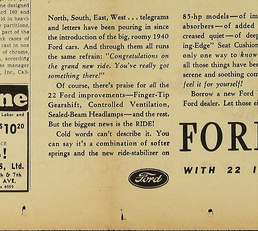 North, South, East, West . . . telegrams
and letters have been pouring in since
the introduction of the big, roomy 1940
Ford cars. And through them all runs
the same refrain: "Congratulations on
the grand new ride. You've really got
something there!"
Of course, there's praise for all the
22 Ford improvements—Finger-Tip
Gearshift, Controlled Ventilation,
Sealed-Beam Headlamps—and the rest.
But the biggest news is the RIDE!
Cold words can't describe it. You
can say it's a combination of softer
springs and the new ride-stabilizer on
85-hp models—of
absorbers—of added
creased quiet—of deep
ing-Edge" Seat Cushions
only one way to know
all those things have been
serene and soothing
feel it for yourself!
Borrow a new Ford
Ford dealer. Let those
Ford
FORD
WITH 22 I
ne
Labor and
$10 20
S, Ltd.
AVE.